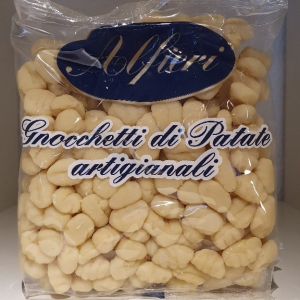 Alfieri
Gnocchetti di Patate
artigianali